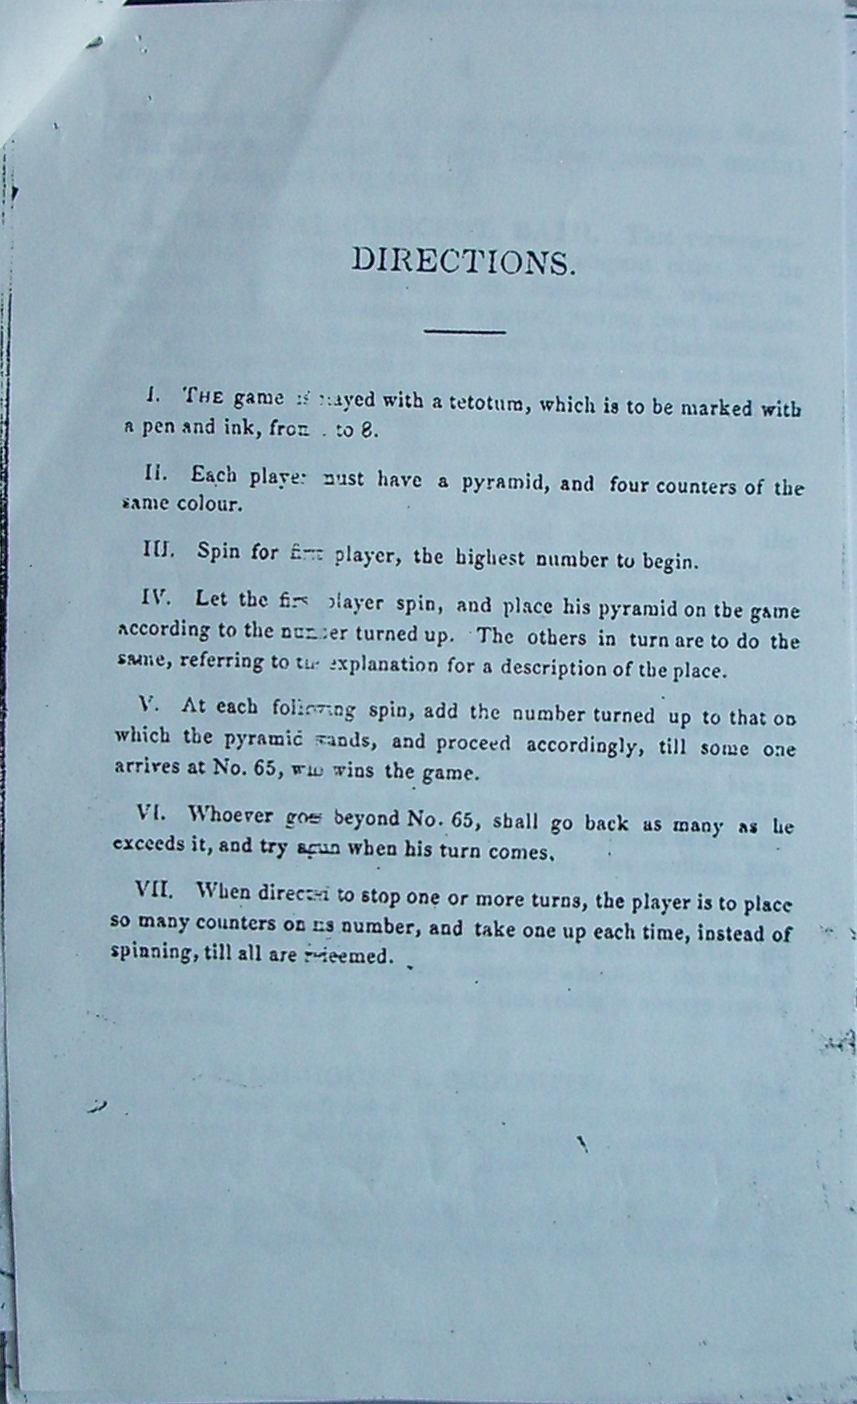 DIRECTIONS.
I. THE game is played with a tetotum, which is to be marked with
a pen and ink, from to 8.
II. Each player must have a pyramid, and four counters of the
same colour.
III. Spin for first player, the highest number to begin.
IV. Let the first player spin, and place his pyramid on the game
according to the number turned up. The others in turn are to do the
same, referring to the explanation for a description of the place.
V. At each following spin, add the number turned up to that on
which the pyramid stands, and proceed accordingly, till some one
arrives at No. 65, who wins the game.
VI. Whoever goes beyond No. 65, shall go back as many as he
exceeds it, and try again when his turn comes.
VII. When directed to stop one or more turns, the player is to place
so many counters on its number, and take one up each time, instead of
spinning, till all are redeemed.